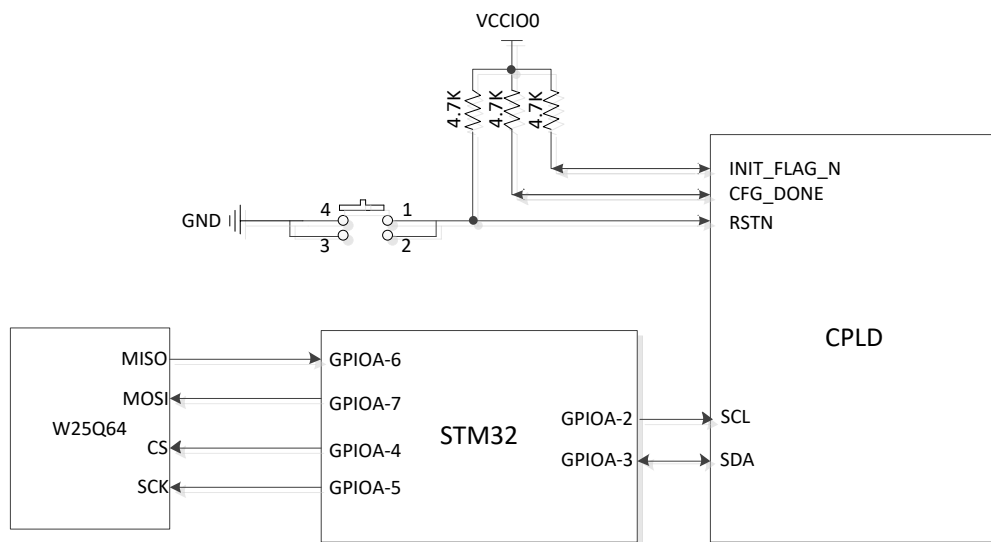 VCCIO0
4.7K 4.7K 4.7K
INIT_FLAG_N
CFG_DONE
GND 4 1 RSTN
3 2
CPLD
MISO GPIOA-6
MOSI GPIOA-7
W25Q64 STM32 GPIOA-2 SCL
CS GPIOA-4
GPIOA-3 SDA
SCK GPIOA-5